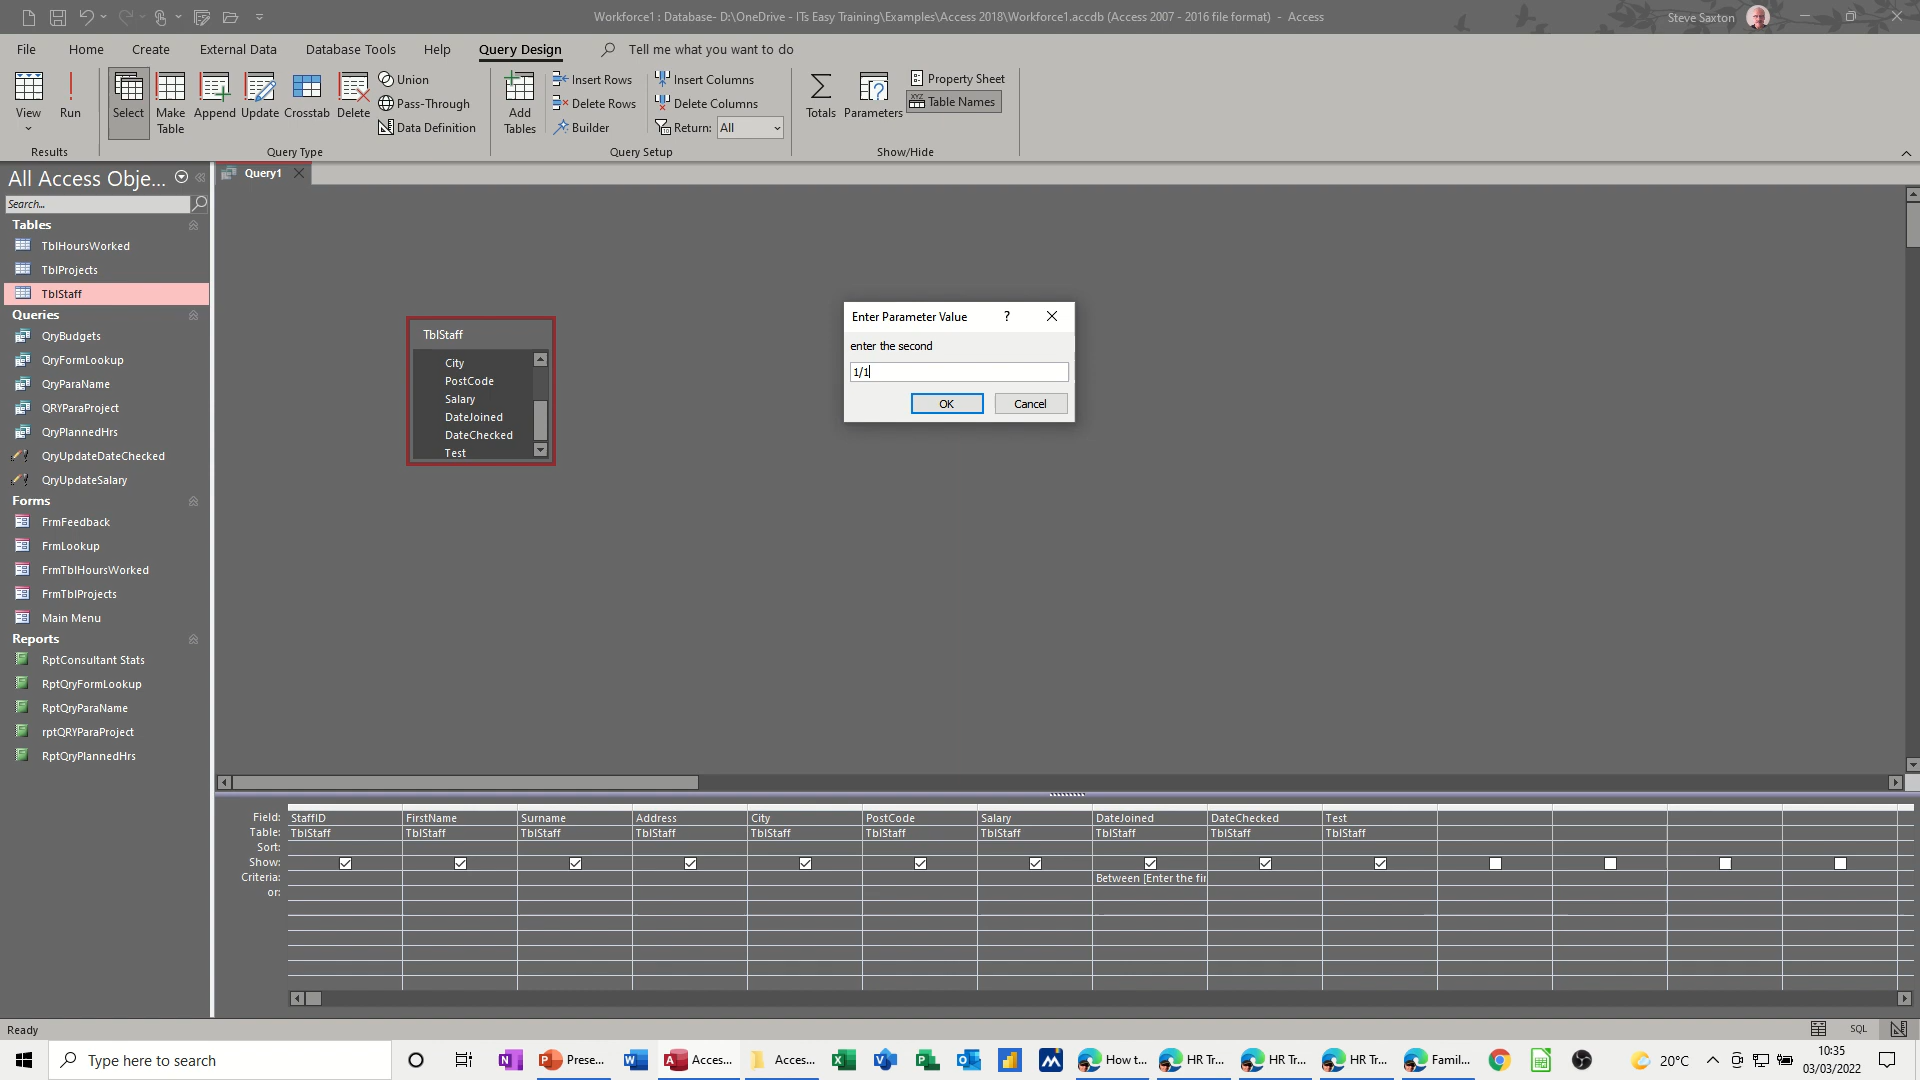 Workforce1 : Database- D:\OneDrive - ITs Easy Training\Examples\Access 2018\Workforce1.accdb (Access 2007 - 2016 file format) - Access
Steve Saxton
File Home Create External Data Database Tools Help Query Design Tell me what you want to do
View
Run
Results
Select
Make
Table
Append
Update
Crosstab
Delete
Union
Pass-Through
Data Definition
Query Type
Add
Tables
Insert Rows
Delete Rows
Builder
Insert Columns
Delete Columns
Return: All
Query Setup
Totals
Parameters
Property Sheet
Table Names
Show/Hide
All Access Obje...
Search...
Tables
TblHoursWorked
TblProjects
TblStaff
Queries
QryBudgets
QryFormLookup
QryParaName
QRYParaProject
QryPlannedHrs
QryUpdateDateChecked
QryUpdateSalary
Forms
FrmFeedback
FrmLookup
FrmTblHoursWorked
FrmTblProjects
Main Menu
Reports
RptConsultant Stats
RptQryFormLookup
RptQryParaName
rptQRYParaProject
RptQryPlannedHrs
Query1
TblStaff
City
PostCode
Salary
DateJoined
DateChecked
Test
Enter Parameter Value ?
enter the second
1/1
OK Cancel
Field: StaffID FirstName Surname Address City PostCode Salary DateJoined DateChecked Test
Table: TblStaff TblStaff TblStaff TblStaff TblStaff TblStaff TblStaff TblStaff TblStaff TblStaff
Sort:
Show:
Criteria: Between [Enter the fir
or:
Ready
SQL
Type here to search
Prese...
Acces...
Acces...
How t...
HR Tr...
HR Tr...
HR Tr...
Famil...
20°C
10:35
03/03/2022